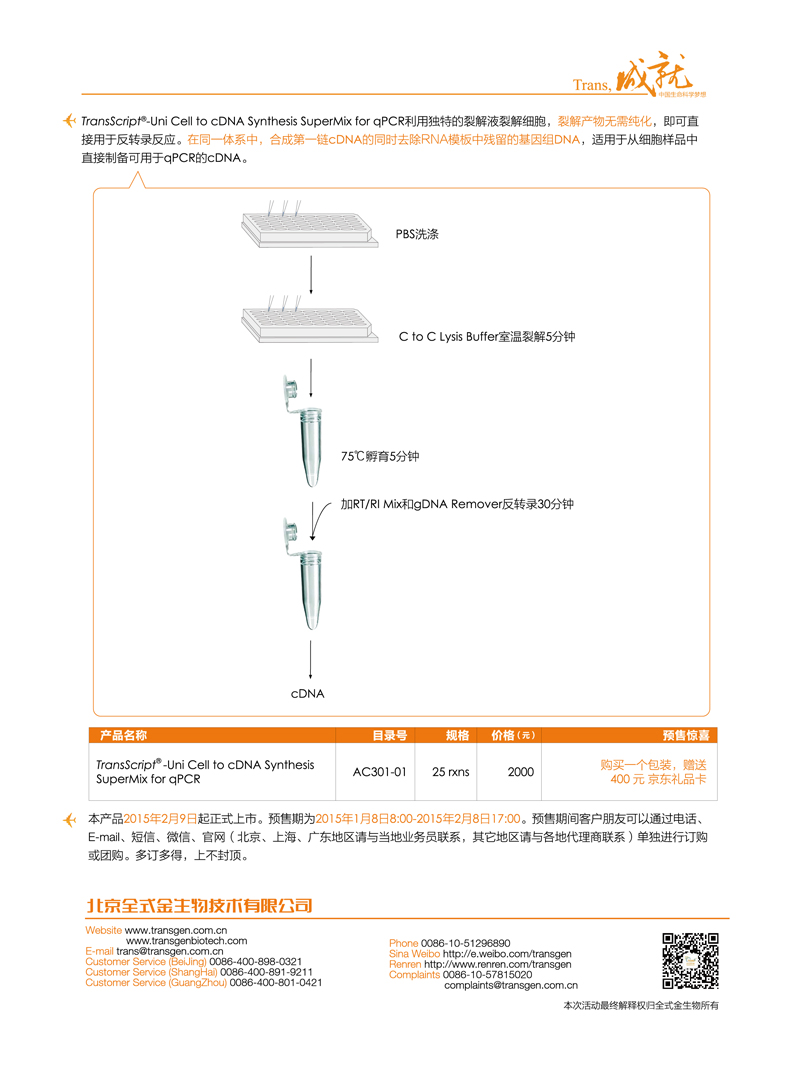 Trans, 成就
中国生命科学梦想
TransScript®-Uni Cell to cDNA Synthesis SuperMix for qPCR利用独特的裂解液裂解细胞，裂解产物无需纯化，即可直
接用于反转录反应。在同一体系中，合成第一链cDNA的同时去除RNA模板中残留的基因组DNA，适用于从细胞样品中
直接制备可用于qPCR的cDNA。
PBS洗涤
C to C Lysis Buffer室温裂解5分钟
75℃孵育5分钟
加RT/RI Mix和gDNA Remover反转录30分钟
cDNA
产品名称 目录号 规格 价格（元） 预售惊喜
TransScript®-Uni Cell to cDNA Synthesis
SuperMix for qPCR
AC301-01 25 rxns 2000
购买一个包装，赠送
400 元 京东礼品卡
本产品2015年2月9日起正式上市。预售期为2015年1月8日8:00-2015年2月8日17:00。预售期间客户朋友可以通过电话、
E-mail、短信、微信、官网（北京、上海、广东地区请与当地业务员联系，其它地区请与各地代理商联系）单独进行订购
或团购。多订多得，上不封顶。
北京全式金生物技术有限公司
Website www.transgen.com.cn
www.transgenbiotech.com
E-mail trans@transgen.com.cn
Customer Service (BeiJing) 0086-400-898-0321
Customer Service (ShangHai) 0086-400-891-9211
Customer Service (GuangZhou) 0086-400-801-0421
Phone 0086-10-51296890
Sina Weibo http://e.weibo.com/transgen
Renren http://www.renren.com/transgen
Complaints 0086-10-57815020
complaints@transgen.com.cn
本次活动最终解释权归全式金生物所有